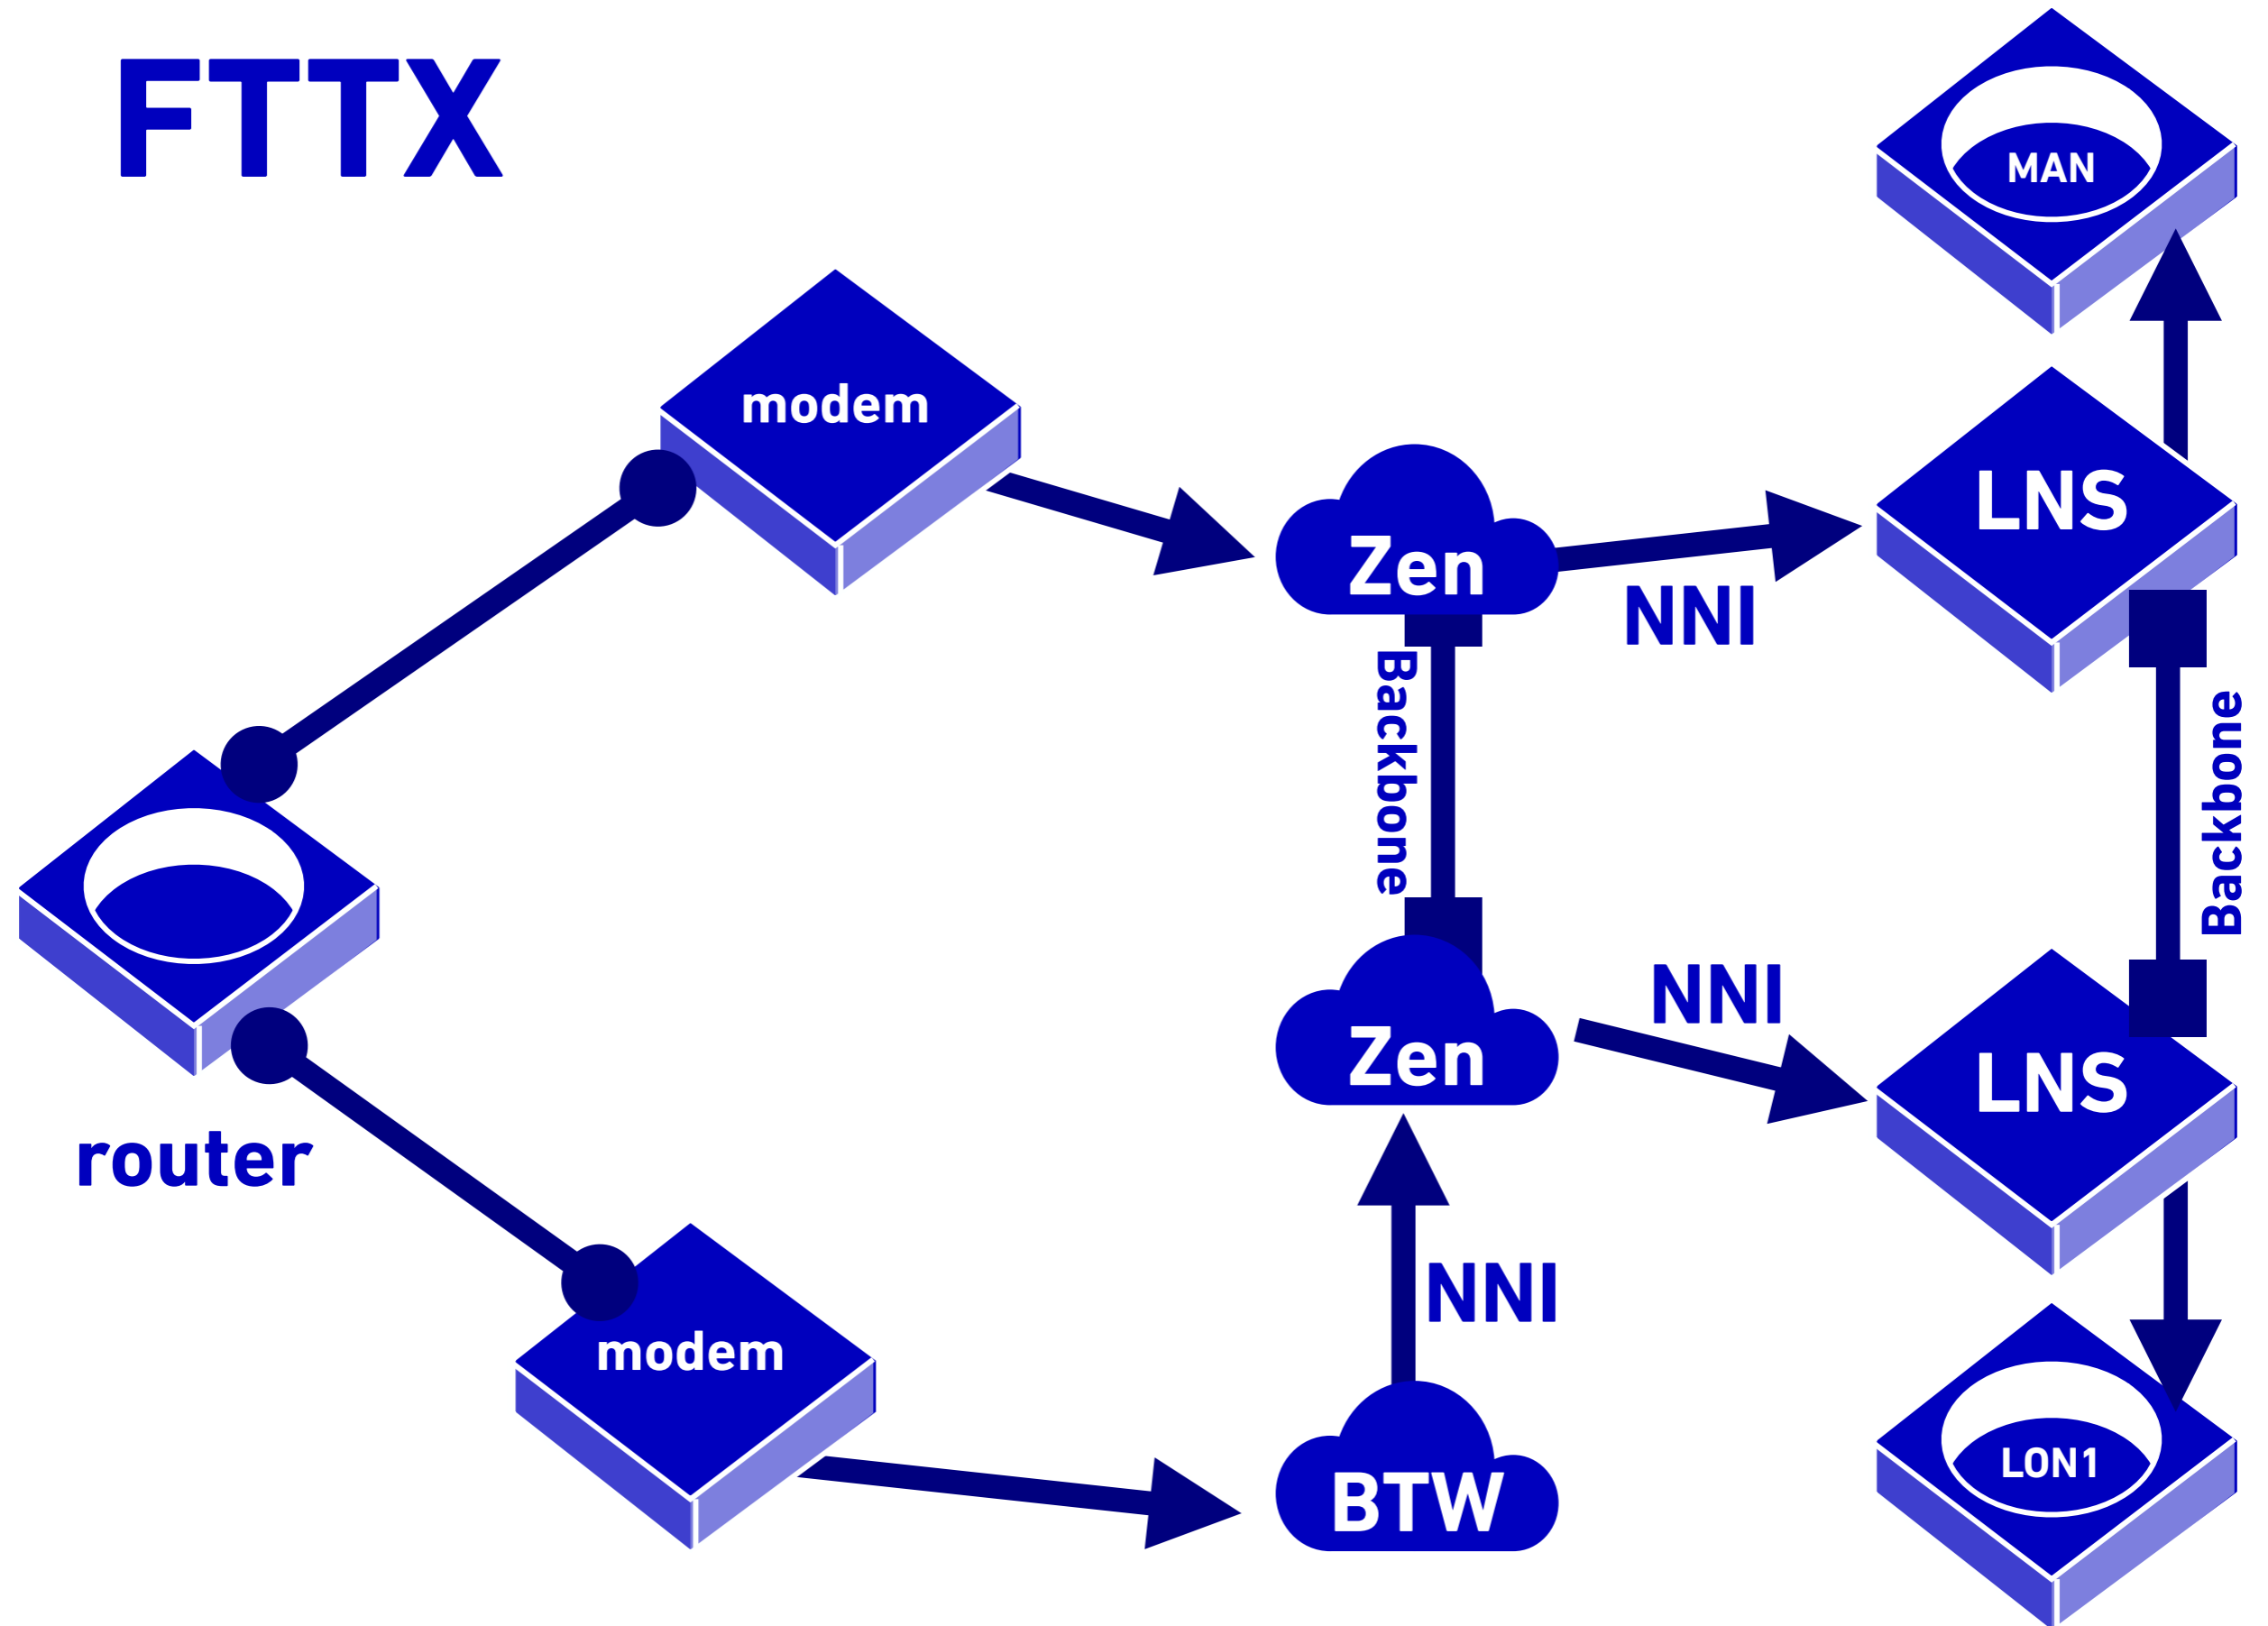 FTTX
MAN
modem
LNS
Zen
NNI
Backbone
Backbone
NNI
Zen
LNS
router
NNI
modem
BTW
LON1